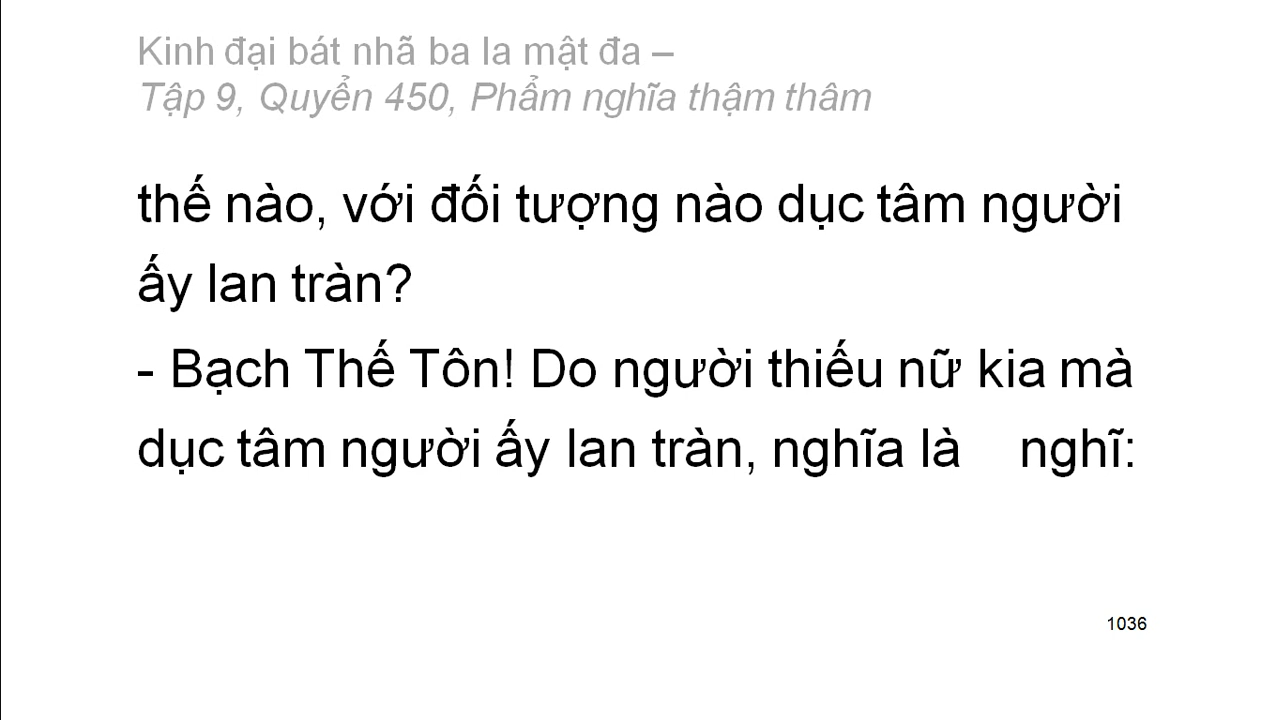 Kinh đại bát nhã ba la mật đa –
Tập 9, Quyển 450, Phẩm nghĩa thậm thâm
thế nào, với đối tượng nào dục tâm người
ấy lan tràn?
- Bạch Thế Tôn! Do người thiếu nữ kia mà
dục tâm người ấy lan tràn, nghĩa là nghĩ:
1036